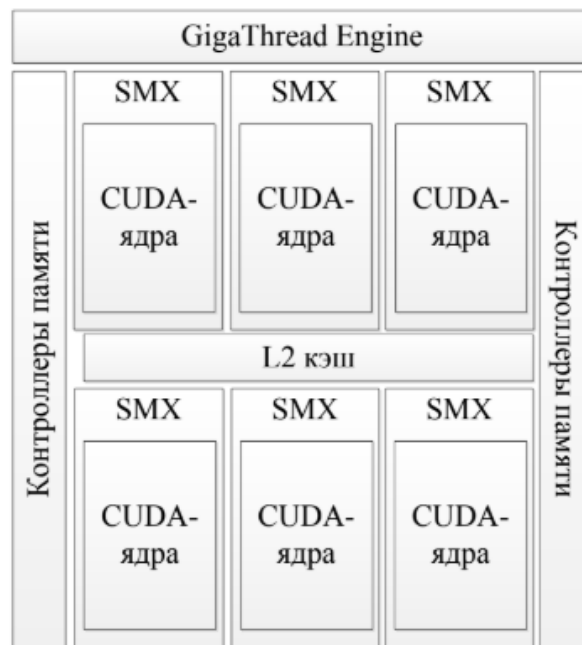 GigaThread Engine
Контроллеры памяти
SMX
CUDA-
ядра
SMX
CUDA-
ядра
SMX
CUDA-
ядра
Контроллеры памяти
L2 кэш
SMX
CUDA-
ядра
SMX
CUDA-
ядра
SMX
CUDA-
ядра